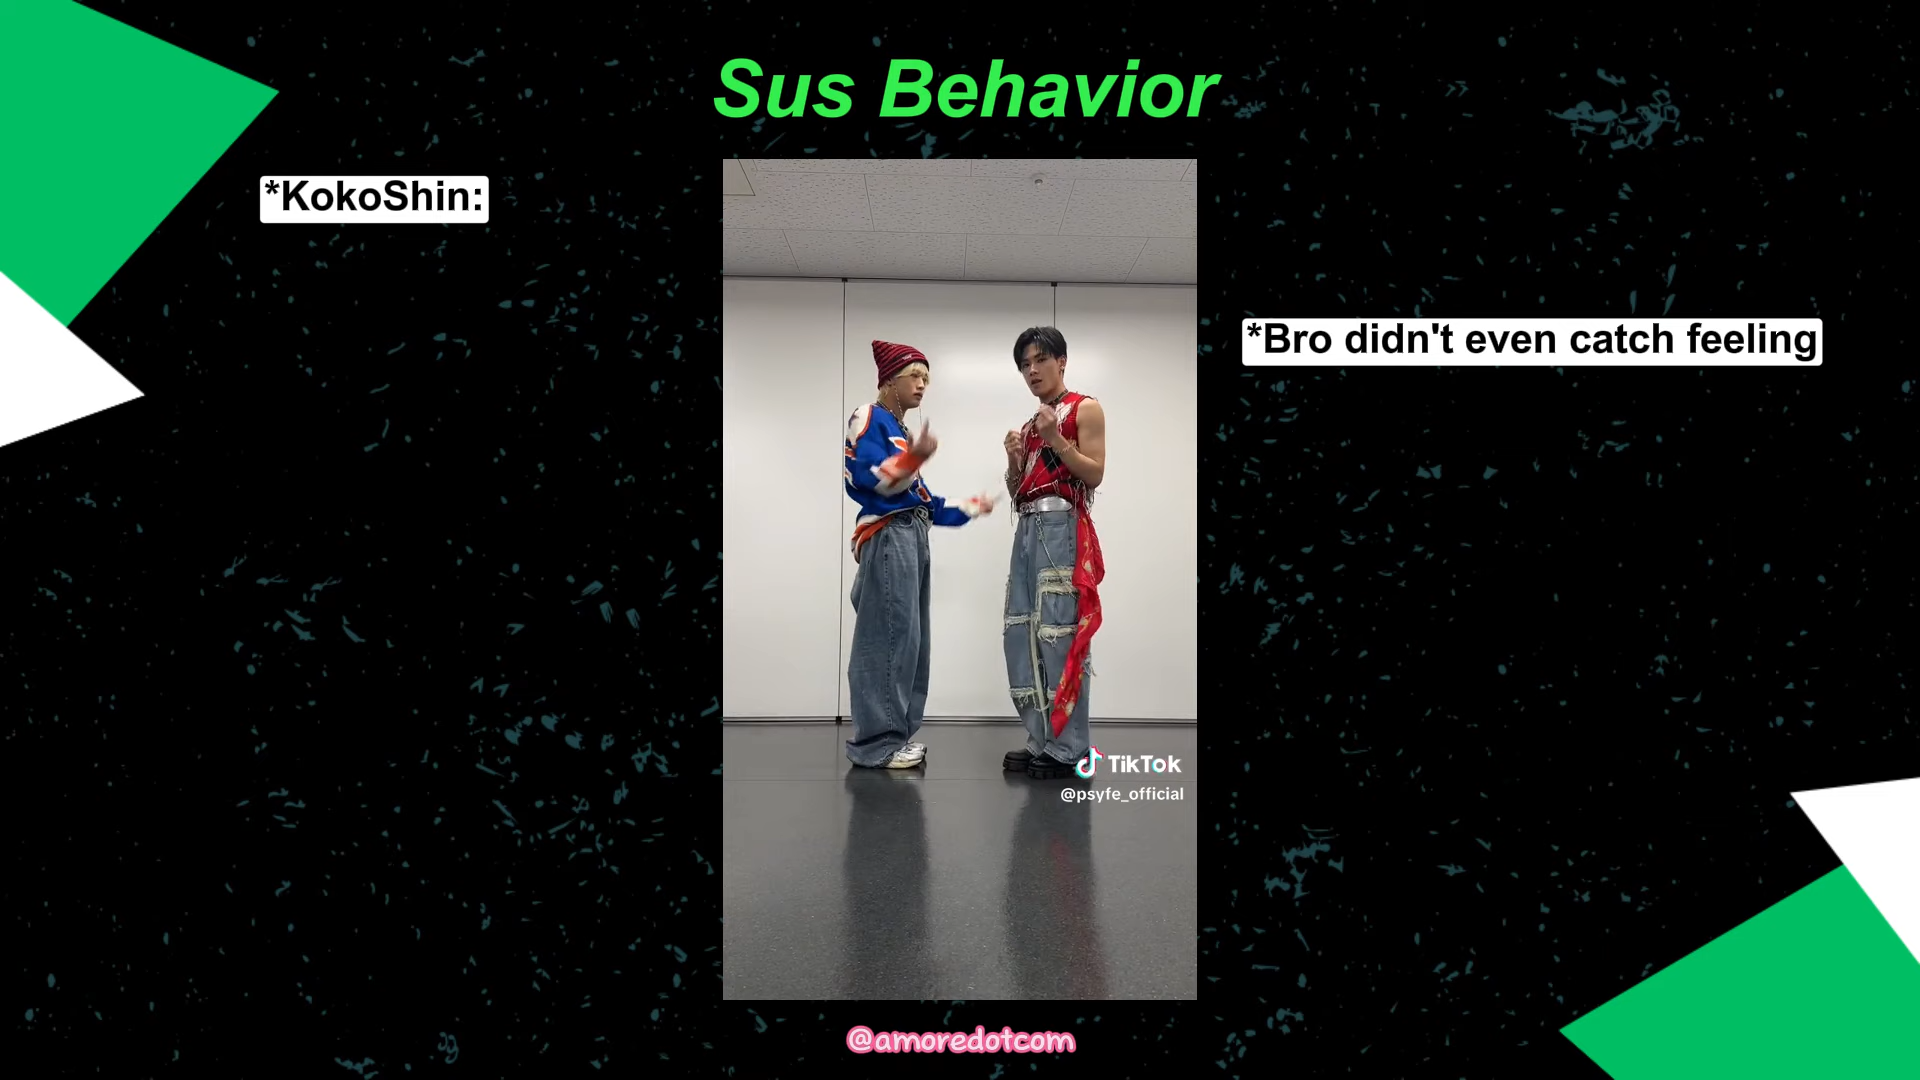 Sus Behavior
*KokoShin:
*Bro didn't even catch feeling
TikTok
@psyfe_official
@amoredotcom